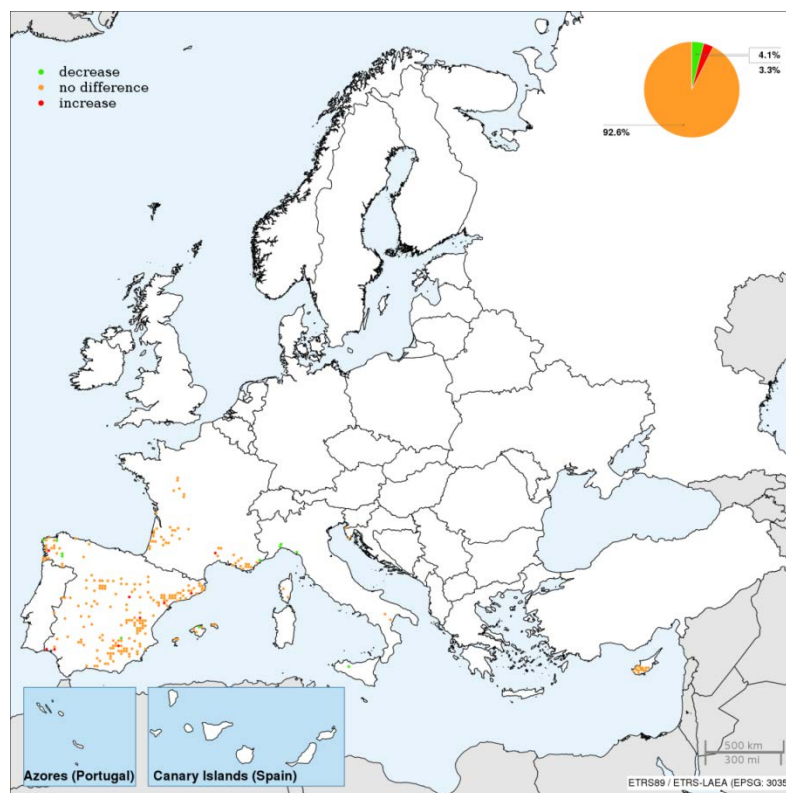 decrease
no difference
increase
4.1%
3.3%
92.6%
500 km
300 mi
Azores (Portugal)
Canary Islands (Spain)
ETRS89 / ETRS-LAEA (EPSG: 3035